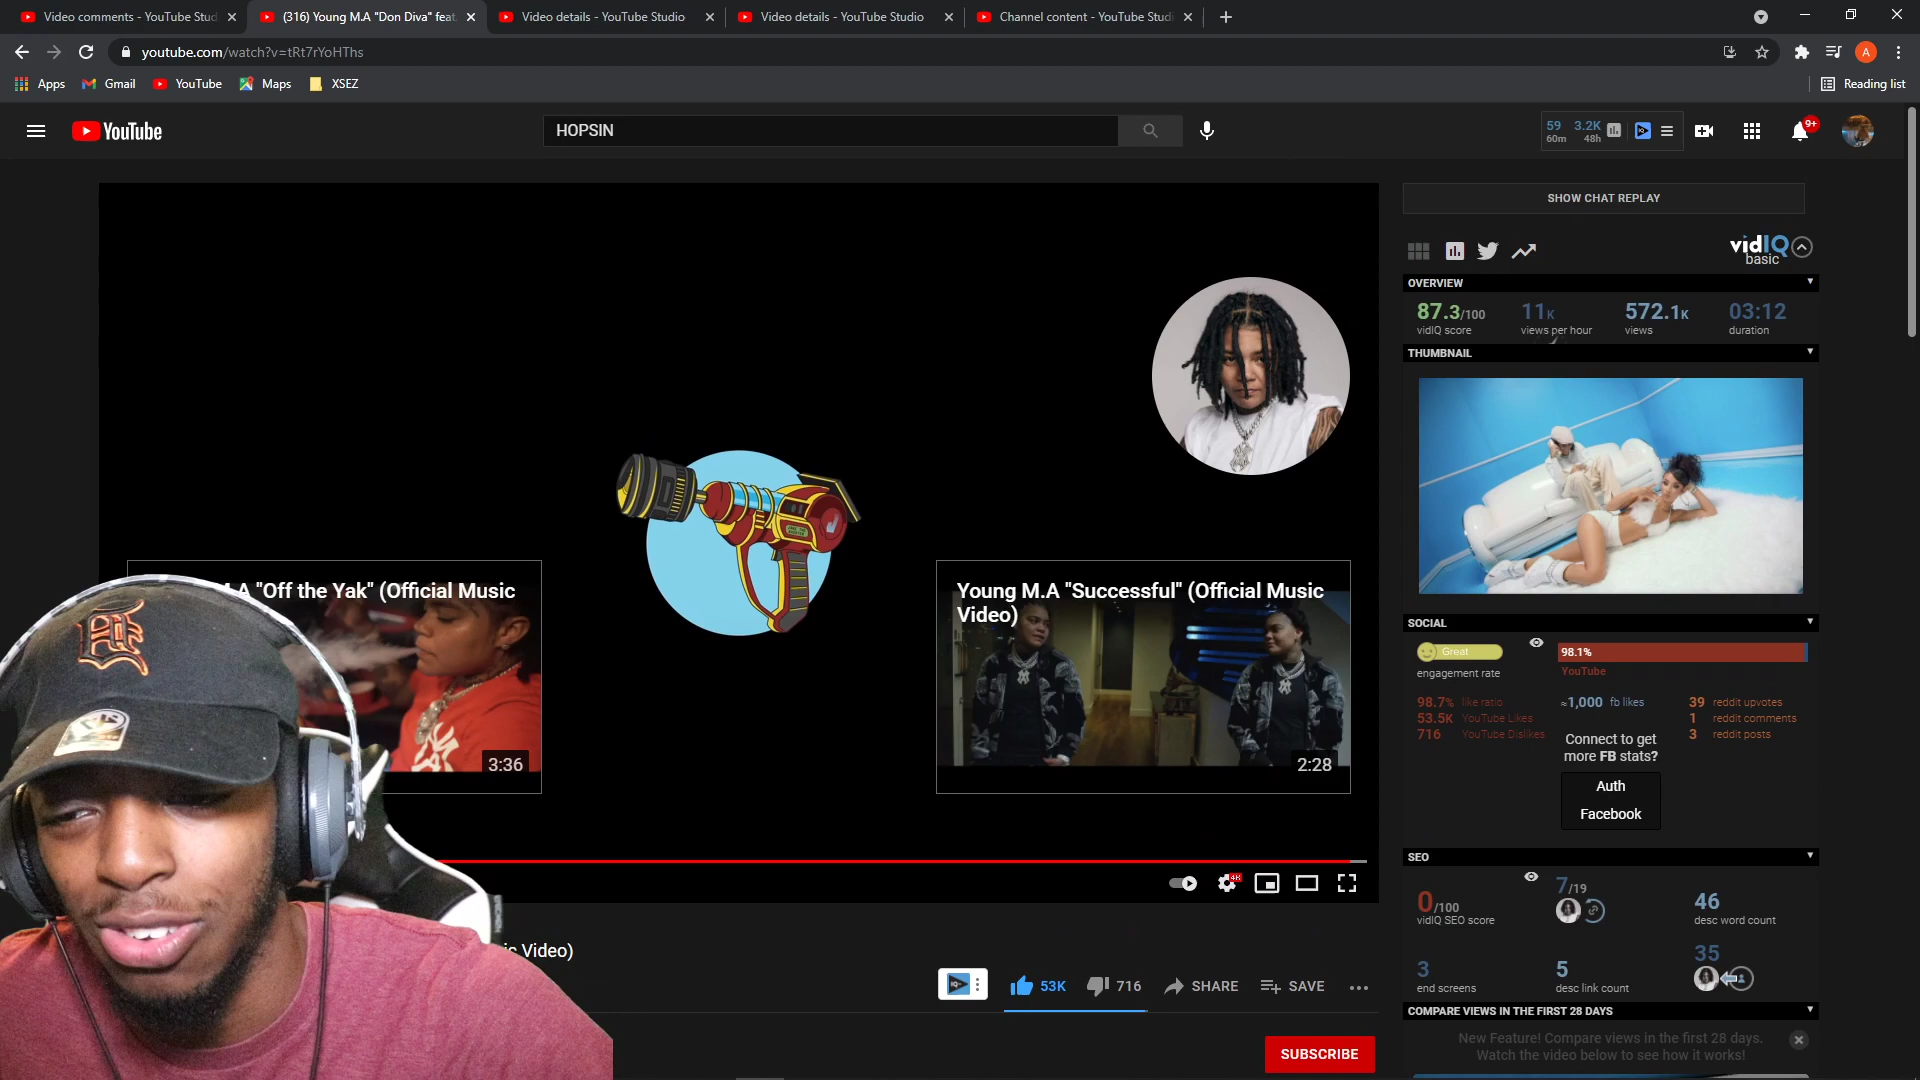 Video comments - YouTube Stud
(316) Young M.A "Don Diva" feat
Video details - YouTube Studio
Video details - YouTube Studio
Channel content - YouTube Studi
youtube.com/watch?v=tRt7rYoHThs
A
Apps
Gmail
YouTube
Maps
XSEZ
Reading list
YouTube
HOPSIN
59
60m
3.2K
48h
9+
SHOW CHAT REPLAY
vidIQ
basic
OVERVIEW
87.3/100
vidIQ score
11K
views per hour
572.1K
views
03:12
duration
THUMBNAIL
A "Off the Yak" (Official Music
3:36
Young M.A "Successful" (Official Music
Video)
2:28
SOCIAL
Great
engagement rate
98.1%
YouTube
98.7% like ratio
53.5K YouTube Likes
716 YouTube Dislikes
≈1,000 fb likes
Connect to get
more FB stats?
Auth
Facebook
39 reddit upvotes
1 reddit comments
3 reddit posts
SEO
0/100
vidIQ SEO score
7/19
46
desc word count
3
end screens
5
desc link count
35
COMPARE VIEWS IN THE FIRST 28 DAYS
New Feature! Compare views in the first 28 days.
Watch the video below to see how it works!
4K
Video)
53K
716
SHARE
SAVE
SUBSCRIBE